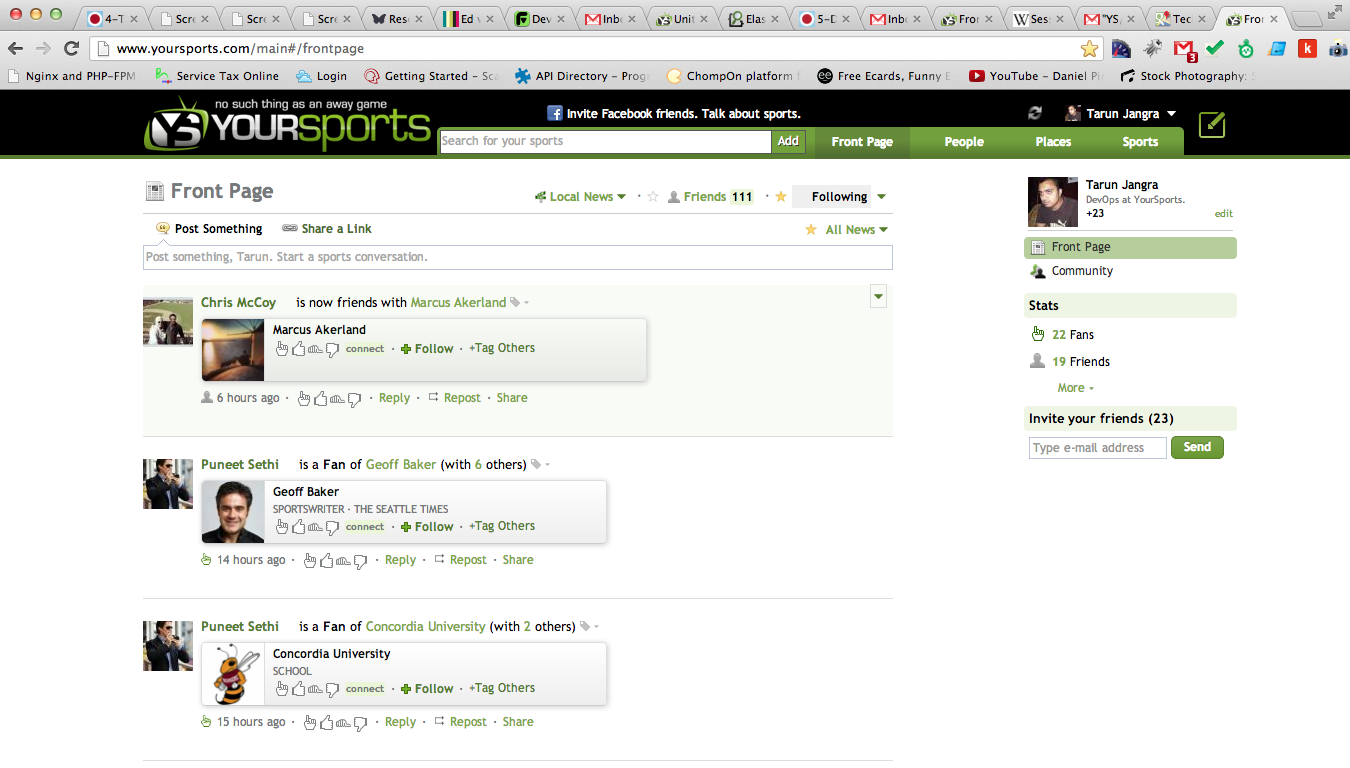 4-T
Scre
Scre
Scre
Res
Ed v
Dev
Inbo
Unit
Elas
5-D
Inbo
Fror
Ses
"YS
Tec
Fror
www.yoursports.com/main#/frontpage
3
k
Nginx and PHP-FPM
Service Tax Online
Login
Getting Started - Sca
API Directory - Prog
ChompOn platform f
Free Ecards, Funny E
YouTube - Daniel Pi
Stock Photography:
no such thing as an away game
YS YOURSPORTS
Invite Facebook friends. Talk about sports.
Tarun Jangra
Search for your sports
Add
Front Page
People
Places
Sports
Front Page
Local News
· Friends 111
· Following
Post Something
Share a Link
All News
Post something, Tarun. Start a sports conversation.
Chris McCoy is now friends with Marcus Akerland
Marcus Akerland
connect · Follow · +Tag Others
6 hours ago · · Reply · Repost · Share
Puneet Sethi is a Fan of Geoff Baker (with 6 others)
Geoff Baker
SPORTSWRITER · THE SEATTLE TIMES
connect · Follow · +Tag Others
14 hours ago · · Reply · Repost · Share
Puneet Sethi is a Fan of Concordia University (with 2 others)
Concordia University
SCHOOL
connect · Follow · +Tag Others
15 hours ago · · Reply · Repost · Share
Tarun Jangra
DevOps at YourSports.
+23
edit
Front Page
Community
Stats
22 Fans
19 Friends
More
Invite your friends (23)
Type e-mail address
Send